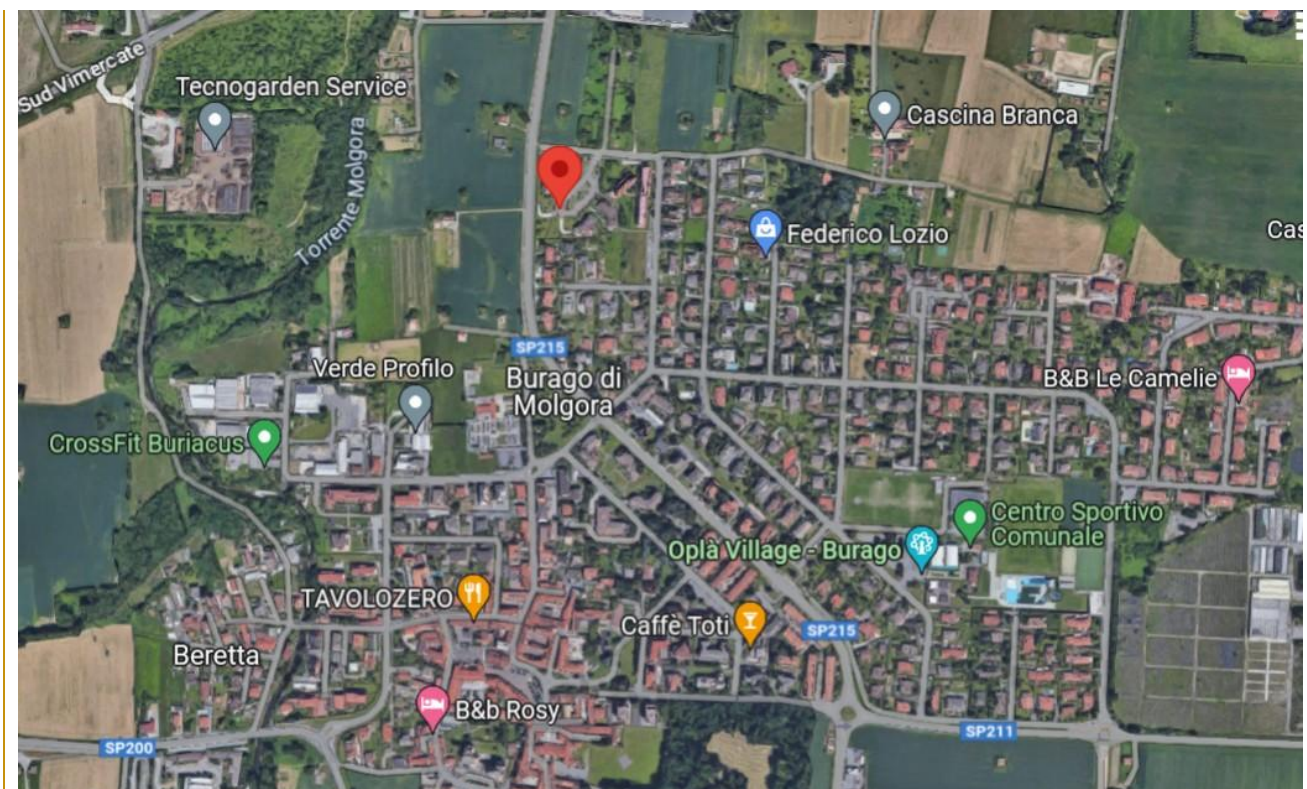 Sud Vimercate
Tecnogarden Service
Torrente Molgora
Cascina Branca
Federico Lozio
Cas
SP215
Verde Profilo
Burago di
Molgora
B&B Le Camelie
CrossFit Buriacus
Centro Sportivo
Comunale
Oplà Village - Burago
TAVOLOZERO
Caffè Toti
SP215
Beretta
B&b Rosy
SP200
SP211